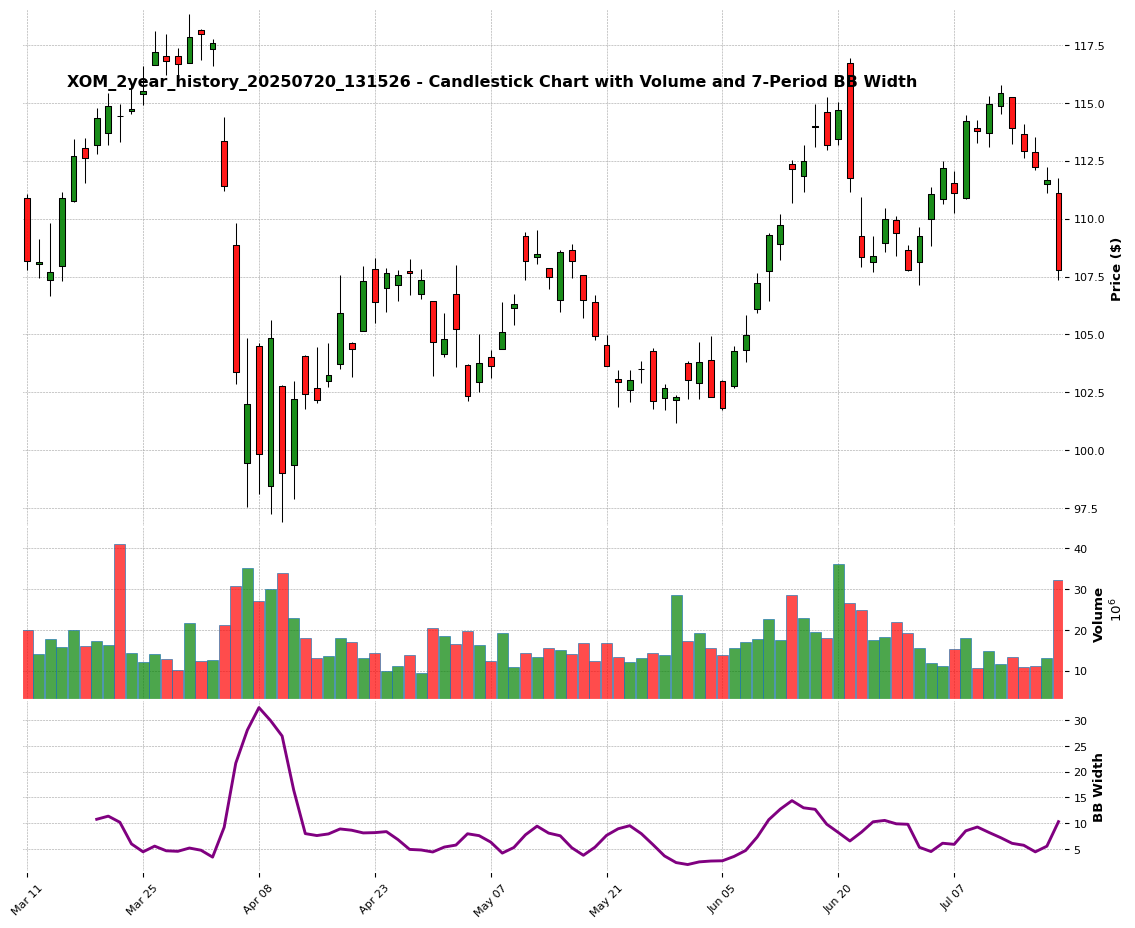 XOM_2year_history_20250720_131526 - Candlestick Chart with Volume and 7-Period BB Width
117.5
115.0
112.5
110.0
107.5
105.0
102.5
100.0
97.5
Price ($)
40
30
20
10
Volume
10^6
30
25
20
15
10
5
BB Width
Mar 11
Mar 25
Apr 08
Apr 23
May 07
May 21
Jun 05
Jun 20
Jul 07